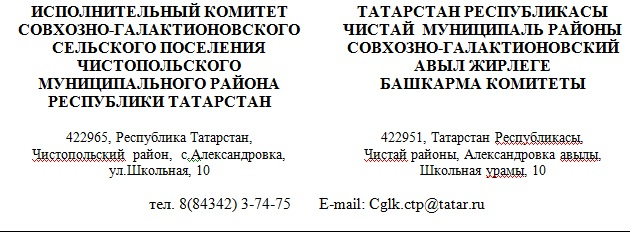 ИСПОЛНИТЕЛЬНЫЙ КОМИТЕТ
СОВХОЗНО-ГАЛАКТИОНОВСКОГО
СЕЛЬСКОГО ПОСЕЛЕНИЯ
ЧИСТОПОЛЬСКОГО
МУНИЦИПАЛЬНОГО РАЙОНА
РЕСПУБЛИКИ ТАТАРСТАН
422965, Республика Татарстан,
Чистопольский район, с.Александровка,
ул.Школьная, 10
ТАТАРСТАН РЕСПУБЛИКАСЫ
ЧИСТАЙ МУНИЦИПАЛЬ РАЙОНЫ
СОВХОЗНО-ГАЛАКТИОНОВСКИЙ
АВЫЛ ЖИРЛЕГЕ
БАШКАРМА КОМИТЕТЫ
422951, Татарстан Республикасы,
Чистай районы, Александровка авылы,
Школьная урамы, 10
тел. 8(84342) 3-74-75 E-mail: Cglk.ctp@tatar.ru